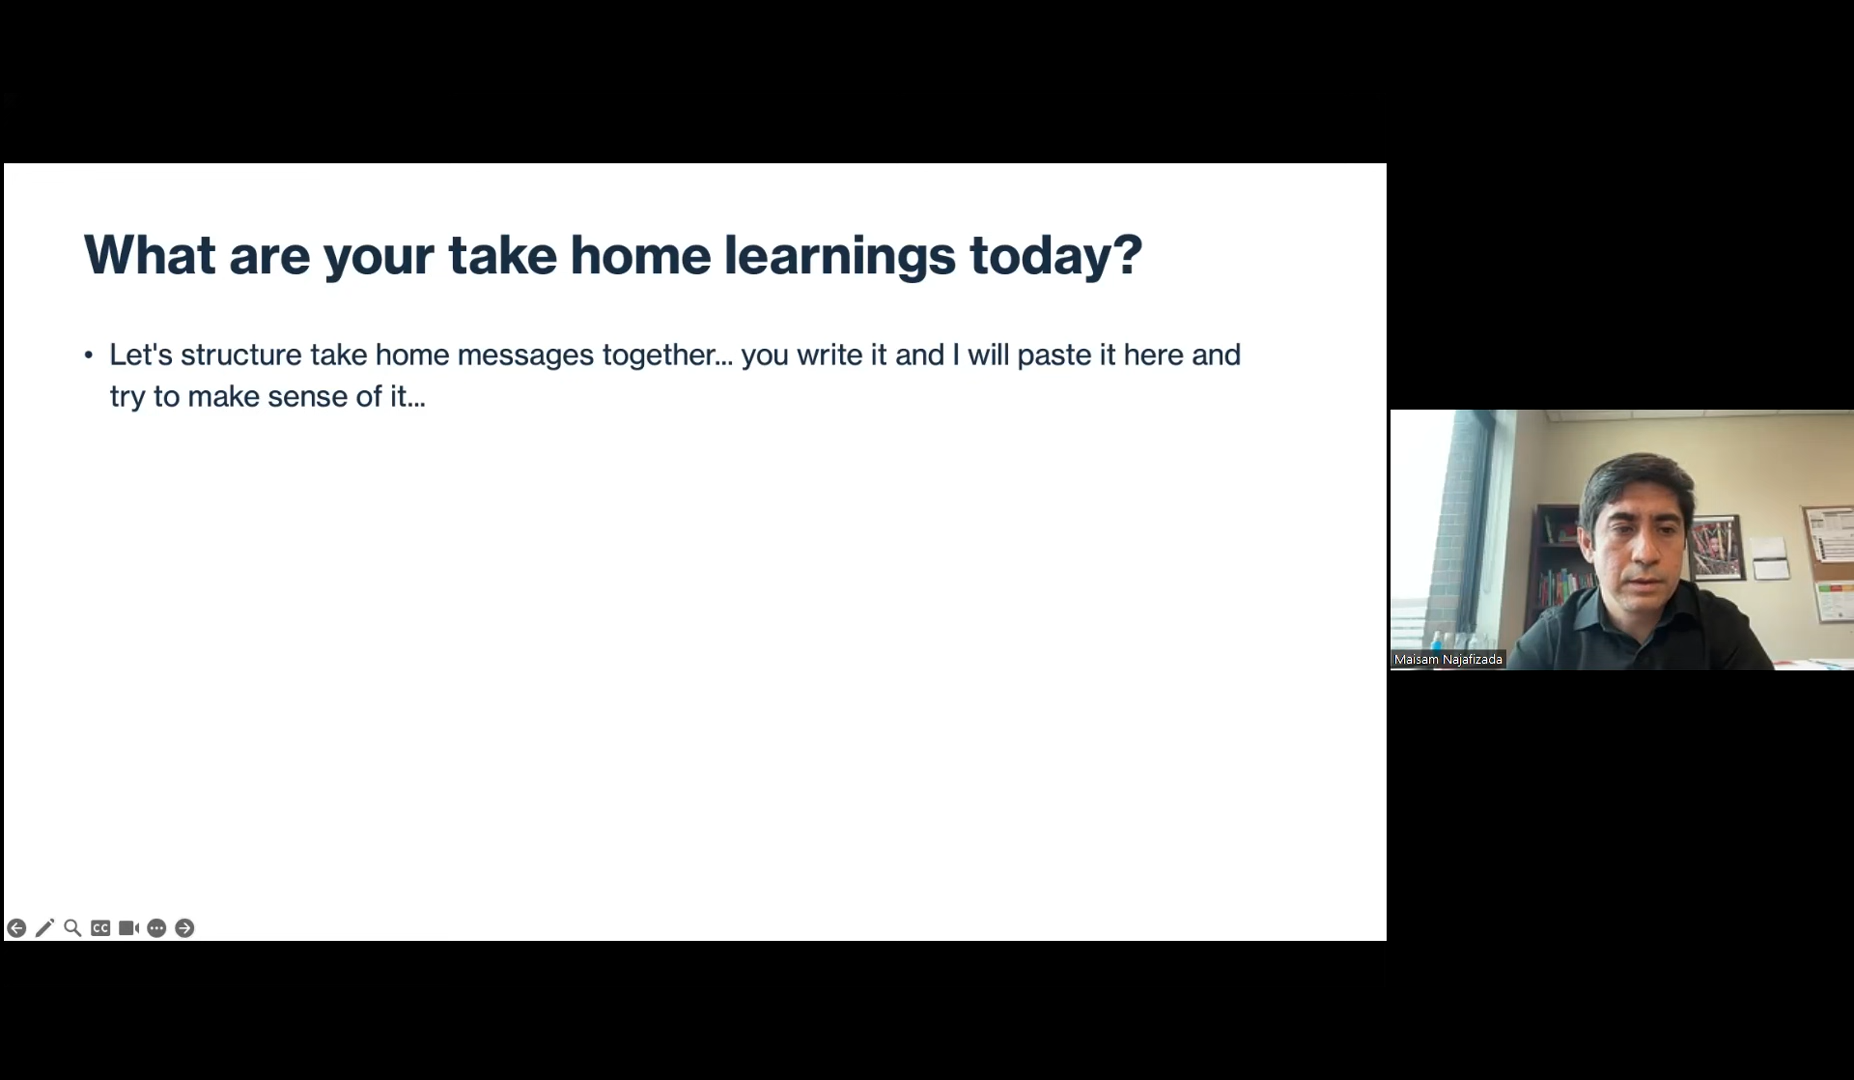 What are your take home learnings today?
• Let's structure take home messages together... you write it and I will paste it here and
try to make sense of it...
Maisam Najafizada
CC